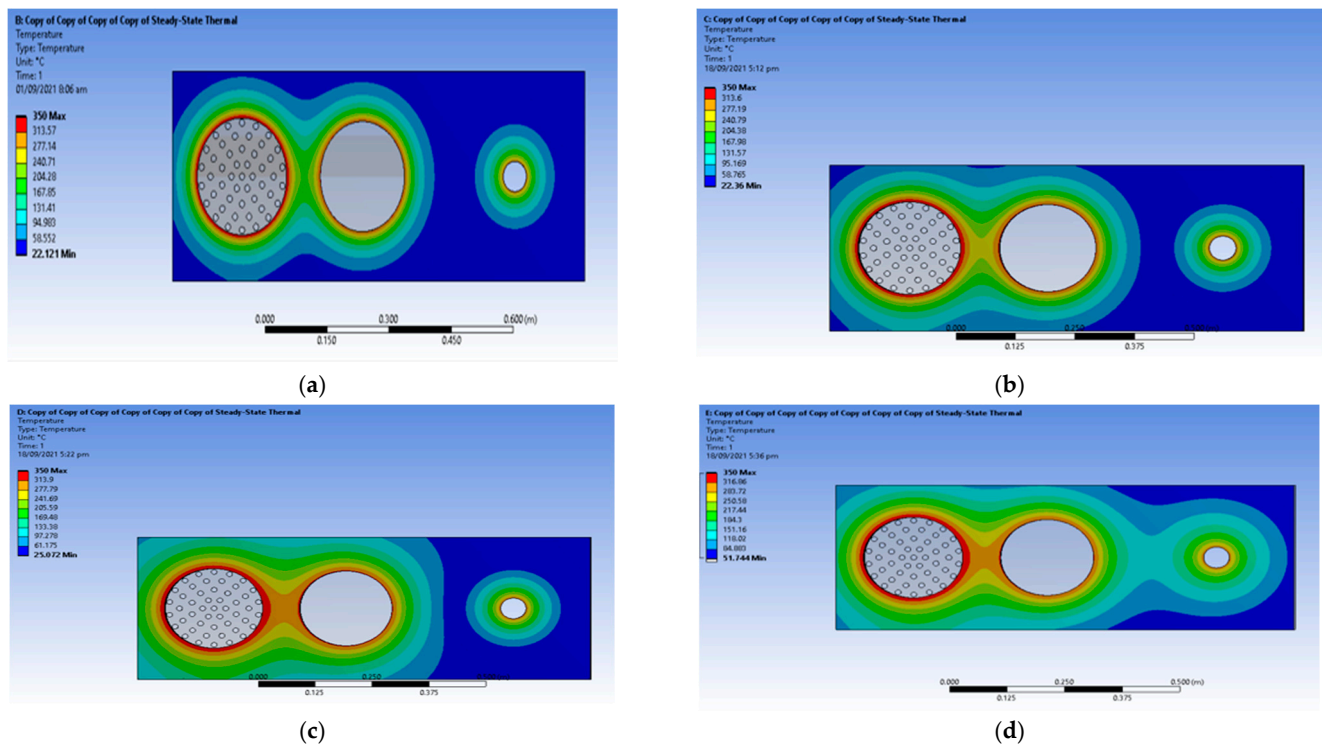 B: Copy of Copy of Copy of Copy of Steady-State Thermal
Temperature
Type: Temperature
Unit: °C
Time: 1
01/09/2021 8:06 am
350 Max
313.57
277.14
240.71
204.28
167.85
131.41
94.983
58.552
22.121 Min
0.000 0.300 0.600 (m)
0.150 0.450
(a)
C: Copy of Copy of Copy of Copy of Copy of Steady-State Thermal
Temperature
Type: Temperature
Unit: °C
Time: 1
18/09/2021 5:12 pm
350 Max
313.6
277.19
240.79
204.38
167.98
131.57
95.169
58.765
22.36 Min
0.000 0.250
0.125 0.375
(b)
D: Copy of Copy of Copy of Copy of Copy of Copy of Steady-State Thermal
Temperature
Type: Temperature
Unit: °C
Time: 1
18/09/2021 5:22 pm
350 Max
313.9
277.79
241.69
205.59
169.48
133.38
97.278
61.175
25.072 Min
0.000 0.250
0.125 0.375
(c)
E: Copy of Copy of Copy of Copy of Copy of Copy of Copy of Steady-State Thermal
Temperature
Type: Temperature
Unit: °C
Time: 1
18/09/2021 5:36 pm
350 Max
316.86
283.72
250.58
217.44
184.3
151.16
118.02
84.883
51.744 Min
0.000 0.250 0.500 (m)
0.125 0.375
(d)